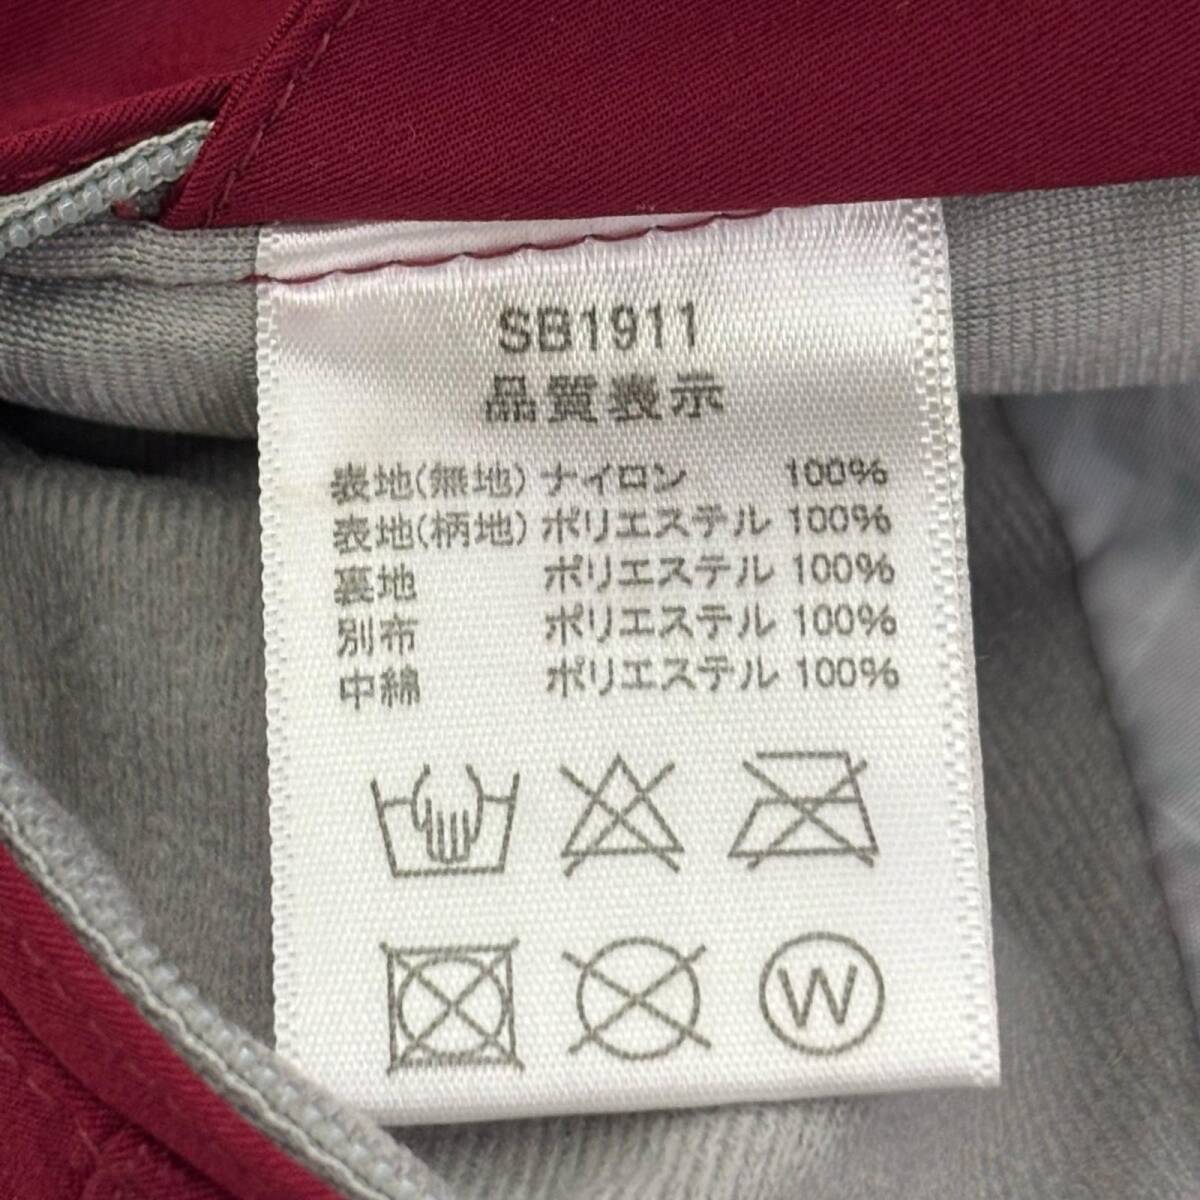 SB1911
品質表示
表地(無地) ナイロン 100%
表地(柄地) ポリエステル 100%
裏地 ポリエステル 100%
別布 ポリエステル 100%
中綿 ポリエステル 100%
W